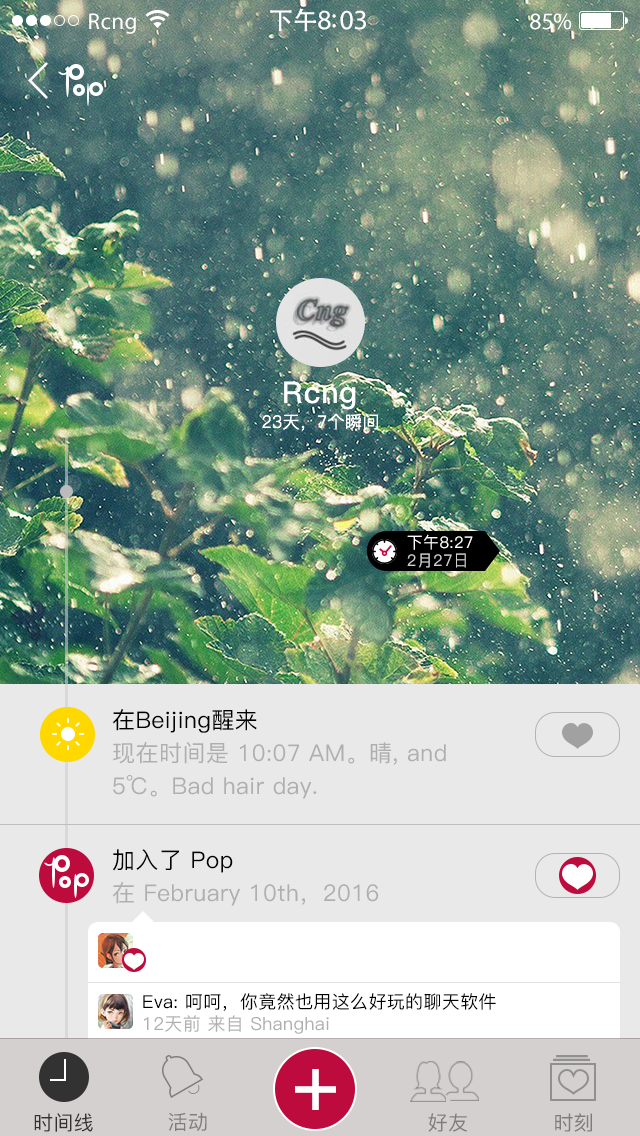 Rcng 下午8:03 85%
Pop
Cng
Rcng
23天，7个瞬间
下午8:27
2月27日
在Beijing醒来
现在时间是 10:07 AM。晴, and
5℃。Bad hair day.
Pop
加入了 Pop
在 February 10th，2016
Eva: 呵呵，你竟然也用这么好玩的聊天软件
12天前 来自 Shanghai
时间线
活动
好友
时刻